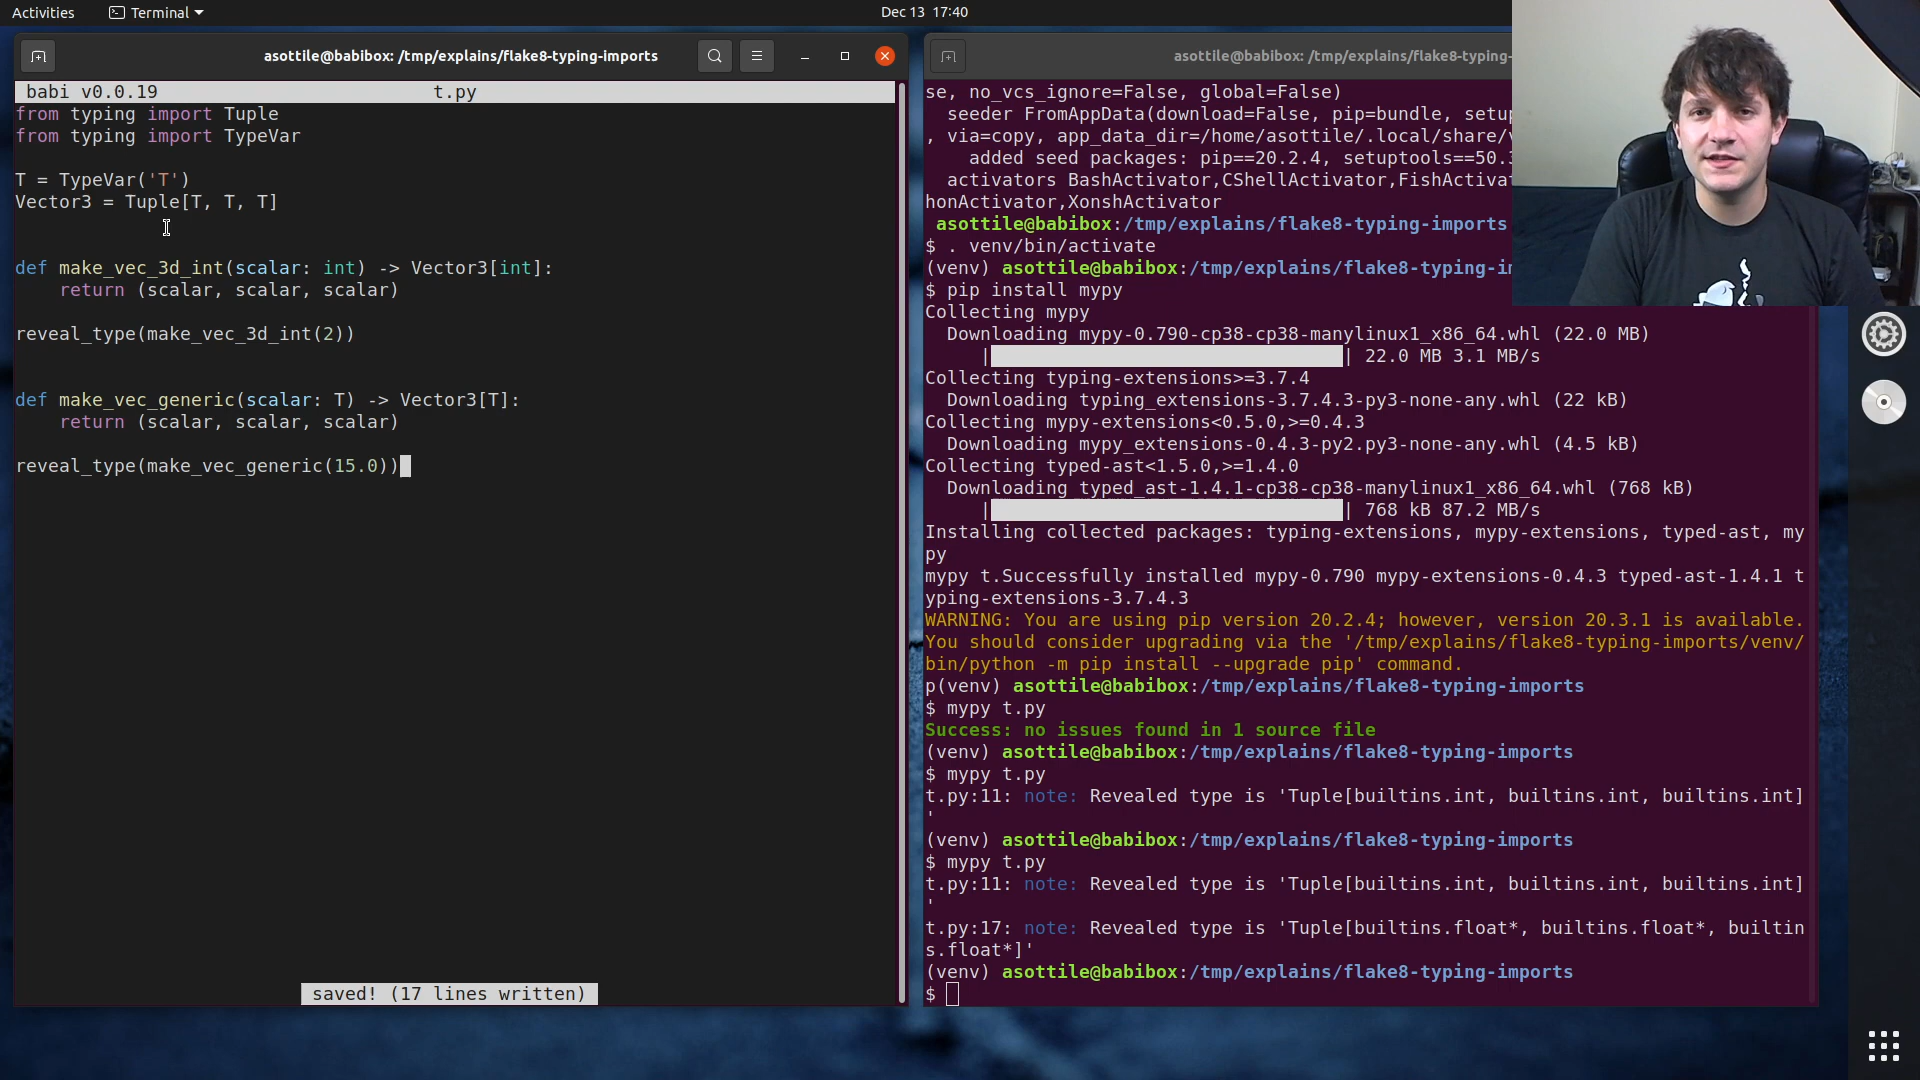 Activities
Terminal
Dec 13 17:40
asottile@babibox: /tmp/explains/flake8-typing-imports
babi v0.0.19 t.py
from typing import Tuple
from typing import TypeVar
T = TypeVar('T')
Vector3 = Tuple[T, T, T]
def make_vec_3d_int(scalar: int) -> Vector3[int]:
    return (scalar, scalar, scalar)
reveal_type(make_vec_3d_int(2))
def make_vec_generic(scalar: T) -> Vector3[T]:
    return (scalar, scalar, scalar)
reveal_type(make_vec_generic(15.0))
saved! (17 lines written)
asottile@babibox: /tmp/explains/flake8-typing-
se, no_vcs_ignore=False, global=False)
  seeder FromAppData(download=False, pip=bundle, setup
, via=copy, app_data_dir=/home/asottile/.local/share/v
    added seed packages: pip==20.2.4, setuptools==50.3
  activators BashActivator,CShellActivator,FishActivat
honActivator,XonshActivator
asottile@babibox:/tmp/explains/flake8-typing-imports
$ . venv/bin/activate
(venv) asottile@babibox:/tmp/explains/flake8-typing-im
$ pip install mypy
Collecting mypy
  Downloading mypy-0.790-cp38-cp38-manylinux1_x86_64.whl (22.0 MB)
     | | 22.0 MB 3.1 MB/s
Collecting typing-extensions>=3.7.4
  Downloading typing_extensions-3.7.4.3-py3-none-any.whl (22 kB)
Collecting mypy-extensions<0.5.0,>=0.4.3
  Downloading mypy_extensions-0.4.3-py2.py3-none-any.whl (4.5 kB)
Collecting typed-ast<1.5.0,>=1.4.0
  Downloading typed_ast-1.4.1-cp38-cp38-manylinux1_x86_64.whl (768 kB)
     | | 768 kB 87.2 MB/s
Installing collected packages: typing-extensions, mypy-extensions, typed-ast, my
py
mypy t.Successfully installed mypy-0.790 mypy-extensions-0.4.3 typed-ast-1.4.1 t
yping-extensions-3.7.4.3
WARNING: You are using pip version 20.2.4; however, version 20.3.1 is available.
You should consider upgrading via the '/tmp/explains/flake8-typing-imports/venv/
bin/python -m pip install --upgrade pip' command.
p(venv) asottile@babibox:/tmp/explains/flake8-typing-imports
$ mypy t.py
Success: no issues found in 1 source file
(venv) asottile@babibox:/tmp/explains/flake8-typing-imports
$ mypy t.py
t.py:11: note: Revealed type is 'Tuple[builtins.int, builtins.int, builtins.int]
'
(venv) asottile@babibox:/tmp/explains/flake8-typing-imports
$ mypy t.py
t.py:11: note: Revealed type is 'Tuple[builtins.int, builtins.int, builtins.int]
'
t.py:17: note: Revealed type is 'Tuple[builtins.float*, builtins.float*, builtin
s.float*]'
(venv) asottile@babibox:/tmp/explains/flake8-typing-imports
$